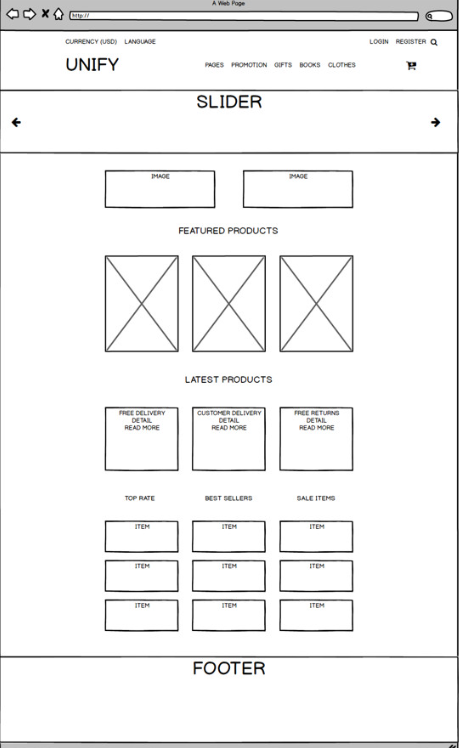 A Web Page
http://
CURRENCY (USD) LANGUAGE
LOGIN REGISTER
UNIFY
PAGES PROMOTION GIFTS BOOKS CLOTHES
SLIDER
IMAGE IMAGE
FEATURED PRODUCTS
LATEST PRODUCTS
FREE DELIVERY
DETAIL
READ MORE
CUSTOMER DELIVERY
DETAIL
READ MORE
FREE RETURNS
DETAIL
READ MORE
TOP RATE BEST SELLERS SALE ITEMS
ITEM ITEM ITEM
ITEM ITEM ITEM
ITEM ITEM ITEM
FOOTER